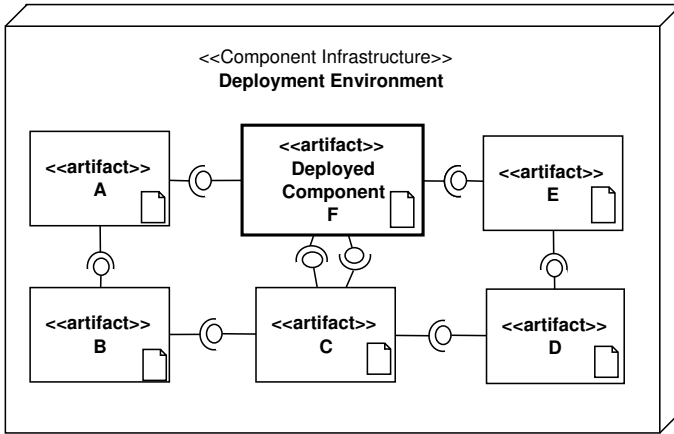 <<Component Infrastructure>>
Deployment Environment
<<artifact>>
A
<<artifact>>
Deployed
Component
F
<<artifact>>
E
<<artifact>>
B
<<artifact>>
C
<<artifact>>
D